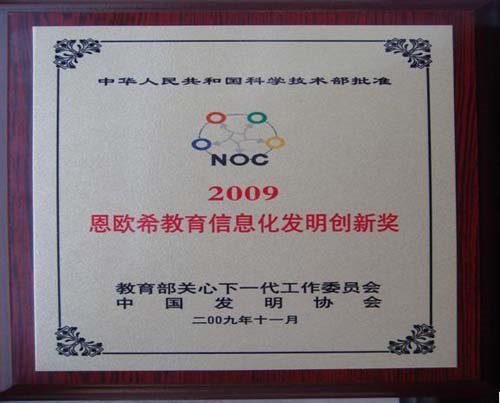 中华人民共和国科学技术部批准
NOC
2009
恩欧希教育信息化发明创新奖
教育部关心下一代工作委员会
中国发明协会
二00九年十一月